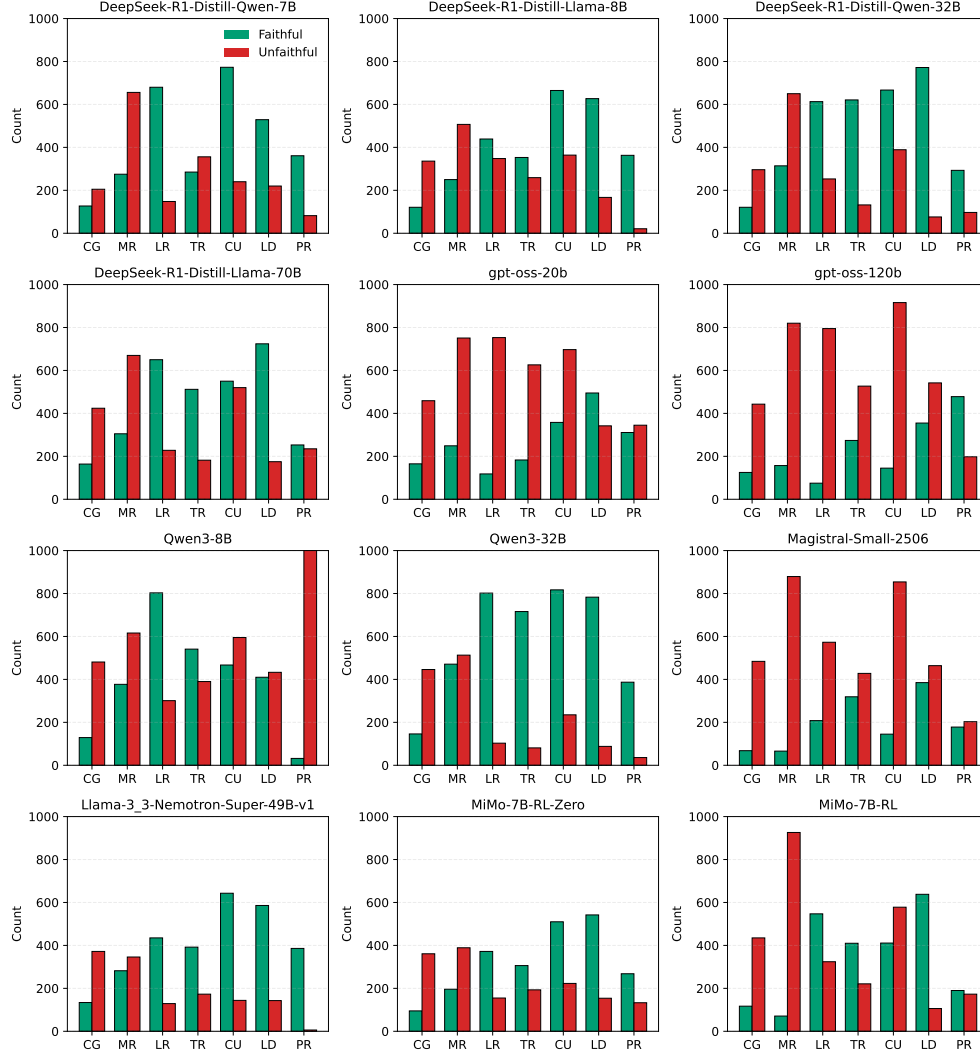 DeepSeek-R1-Distill-Qwen-7B
1000
800
600
400
200
0
Count
Faithful
Unfaithful
CG MR LR TR CU LD PR
DeepSeek-R1-Distill-Llama-8B
1000
800
600
400
200
0
Count
CG MR LR TR CU LD PR
DeepSeek-R1-Distill-Qwen-32B
1000
800
600
400
200
0
Count
CG MR LR TR CU LD PR
DeepSeek-R1-Distill-Llama-70B
1000
800
600
400
200
0
Count
CG MR LR TR CU LD PR
gpt-oss-20b
1000
800
600
400
200
0
Count
CG MR LR TR CU LD PR
gpt-oss-120b
1000
800
600
400
200
0
Count
CG MR LR TR CU LD PR
Qwen3-8B
1000
800
600
400
200
0
Count
CG MR LR TR CU LD PR
Qwen3-32B
1000
800
600
400
200
0
Count
CG MR LR TR CU LD PR
Magistral-Small-2506
1000
800
600
400
200
0
Count
CG MR LR TR CU LD PR
Llama-3_3-Nemotron-Super-49B-v1
1000
800
600
400
200
0
Count
CG MR LR TR CU LD PR
MiMo-7B-RL-Zero
1000
800
600
400
200
0
Count
CG MR LR TR CU LD PR
MiMo-7B-RL
1000
800
600
400
200
0
Count
CG MR LR TR CU LD PR